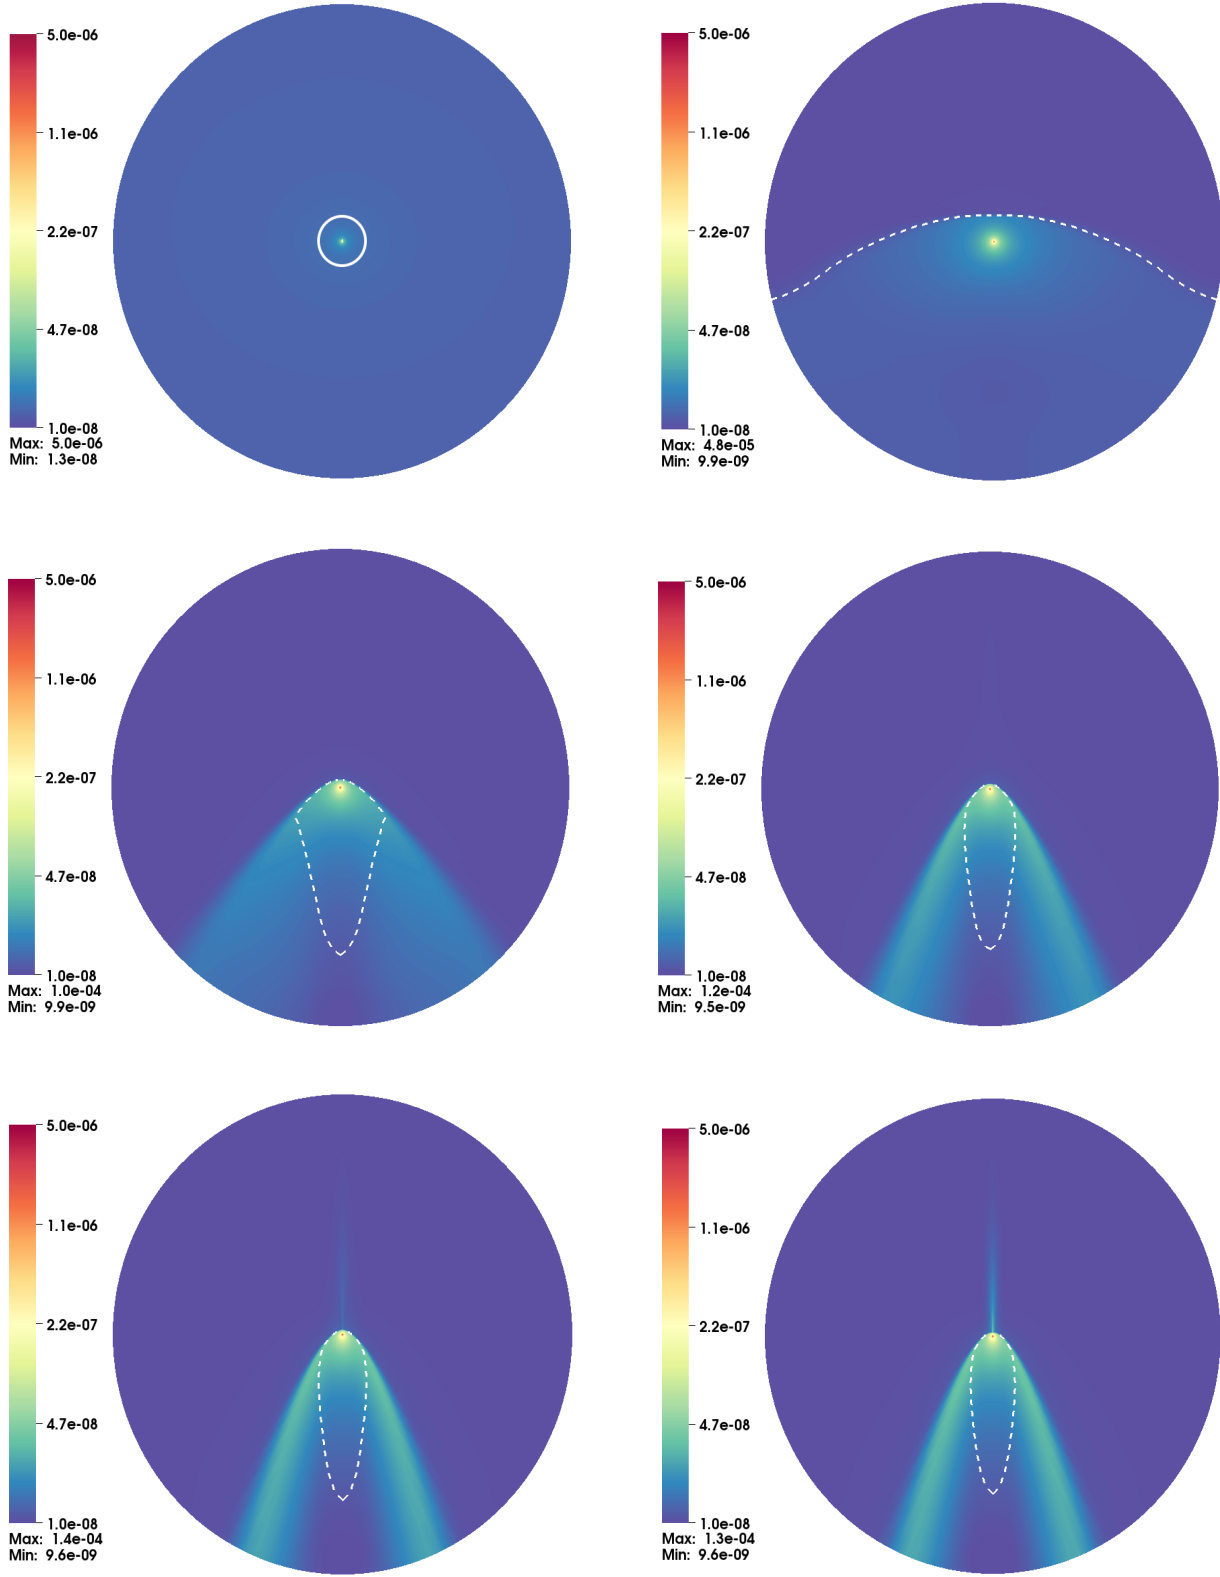 5.0e-06
1.1e-06
2.2e-07
4.7e-08
1.0e-08
Max: 5.0e-06
Min: 1.3e-08
5.0e-06
1.1e-06
2.2e-07
4.7e-08
1.0e-08
Max: 4.8e-05
Min: 9.9e-09
5.0e-06
1.1e-06
2.2e-07
4.7e-08
1.0e-08
Max: 1.0e-04
Min: 9.9e-09
5.0e-06
1.1e-06
2.2e-07
4.7e-08
1.0e-08
Max: 1.2e-04
Min: 9.5e-09
5.0e-06
1.1e-06
2.2e-07
4.7e-08
1.0e-08
Max: 1.4e-04
Min: 9.6e-09
5.0e-06
1.1e-06
2.2e-07
4.7e-08
1.0e-08
Max: 1.3e-04
Min: 9.6e-09